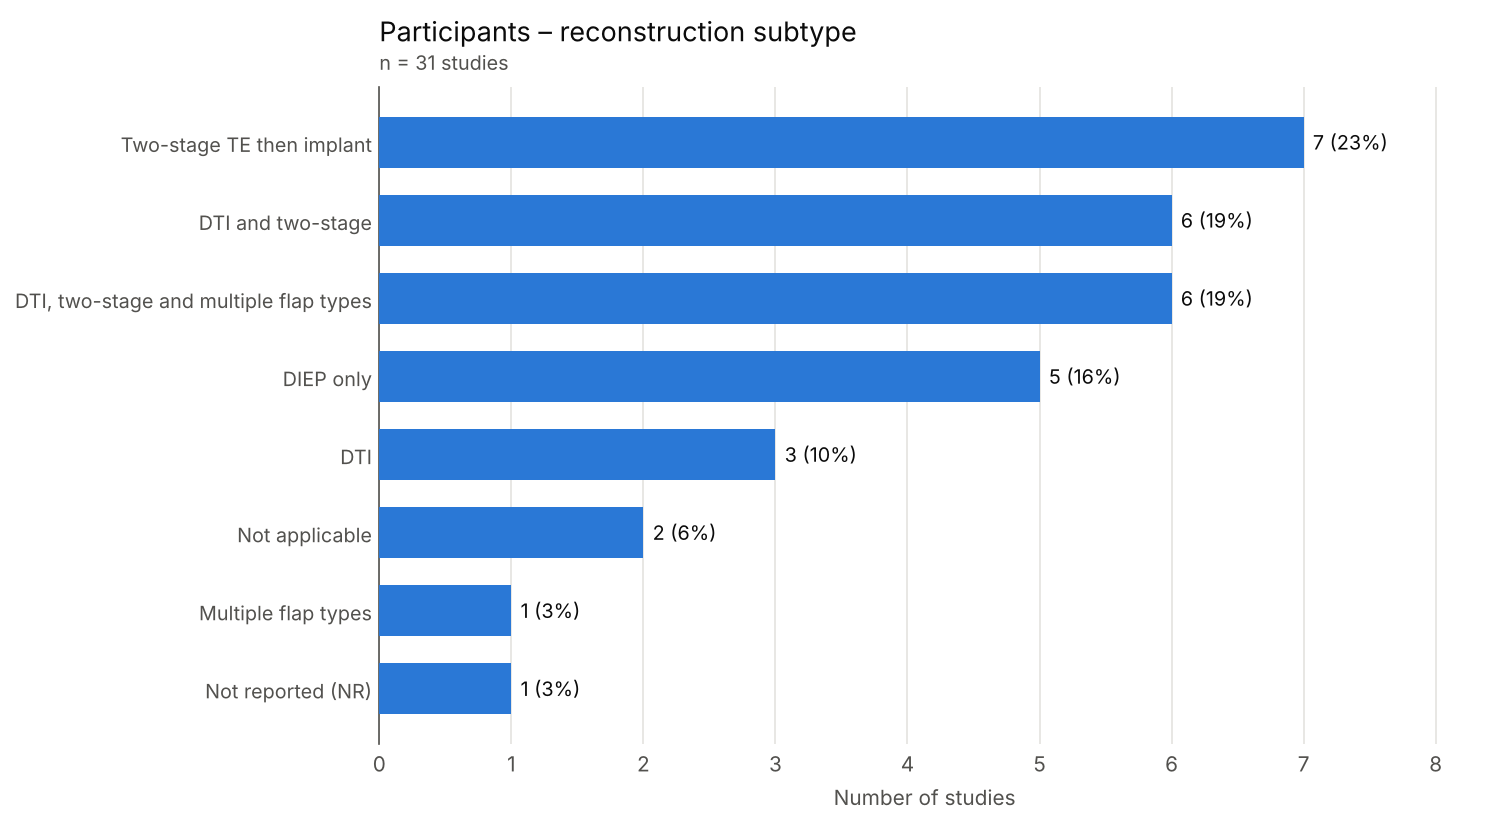 Participants – reconstruction subtype
n = 31 studies
Two-stage TE then implant 7 (23%)
DTI and two-stage 6 (19%)
DTI, two-stage and multiple flap types 6 (19%)
DIEP only 5 (16%)
DTI 3 (10%)
Not applicable 2 (6%)
Multiple flap types 1 (3%)
Not reported (NR) 1 (3%)
0 1 2 3 4 5 6 7 8
Number of studies